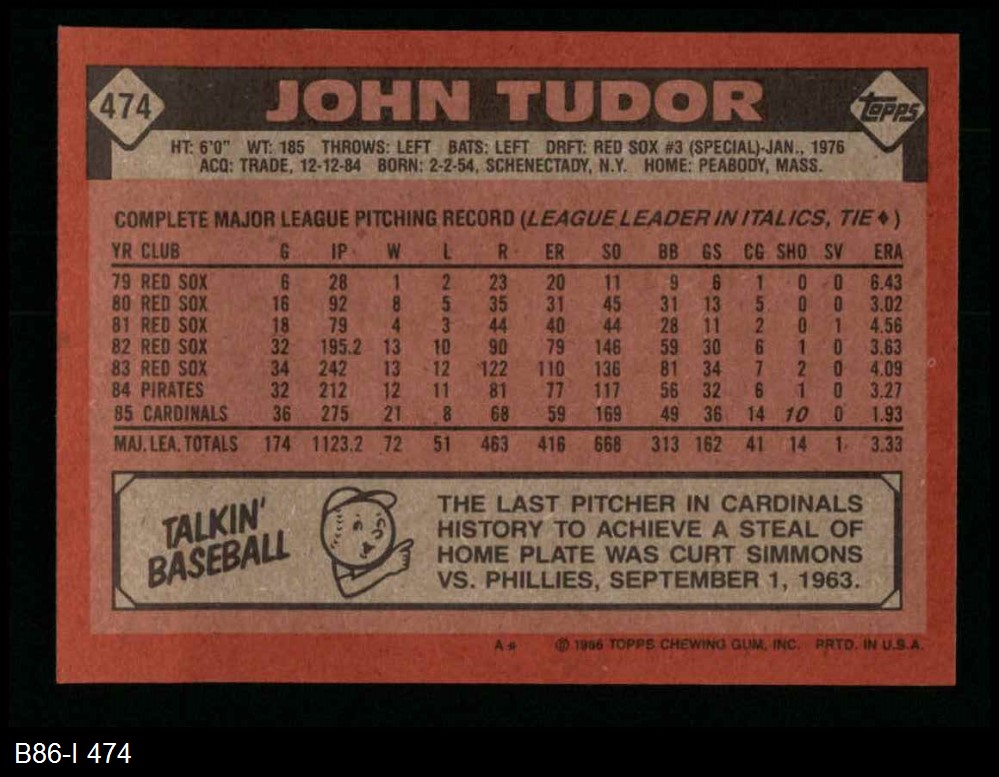 474 JOHN TUDOR Topps
HT: 6'0" WT: 185 THROWS: LEFT BATS: LEFT DRFT: RED SOX #3 (SPECIAL)-JAN., 1976
ACQ: TRADE, 12-12-84 BORN: 2-2-54, SCHENECTADY, N.Y. HOME: PEABODY, MASS.
COMPLETE MAJOR LEAGUE PITCHING RECORD (LEAGUE LEADER IN ITALICS, TIE ♦)
YR CLUB G IP W L R ER SO BB GS CG SHO SV ERA
79 RED SOX 6 28 1 2 23 20 11 9 6 1 0 0 6.43
80 RED SOX 16 92 8 5 35 31 45 31 13 5 0 0 3.02
81 RED SOX 18 79 4 3 44 40 44 28 11 2 0 1 4.56
82 RED SOX 32 195.2 13 10 90 79 146 59 30 6 1 0 3.63
83 RED SOX 34 242 13 12 122 110 136 81 34 7 2 0 4.09
84 PIRATES 32 212 12 11 81 77 117 56 32 6 1 0 3.27
85 CARDINALS 36 275 21 8 68 59 169 49 36 14 10 0 1.93
MAJ. LEA. TOTALS 174 1123.2 72 51 463 416 668 313 162 41 14 1 3.33
TALKIN'
BASEBALL
THE LAST PITCHER IN CARDINALS
HISTORY TO ACHIEVE A STEAL OF
HOME PLATE WAS CURT SIMMONS
VS. PHILLIES, SEPTEMBER 1, 1963.
A* © 1986 TOPPS CHEWING GUM, INC. PRTD. IN U.S.A.
B86-I 474